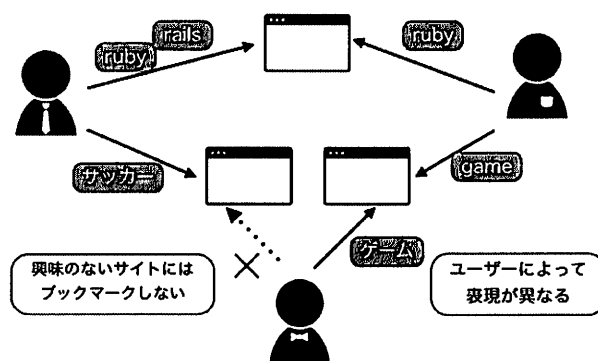 rails
ruby
ruby
サッカー
game
ケーム
興味のないサイトには
ブックマークしない
ユーザーによって
表現が異なる